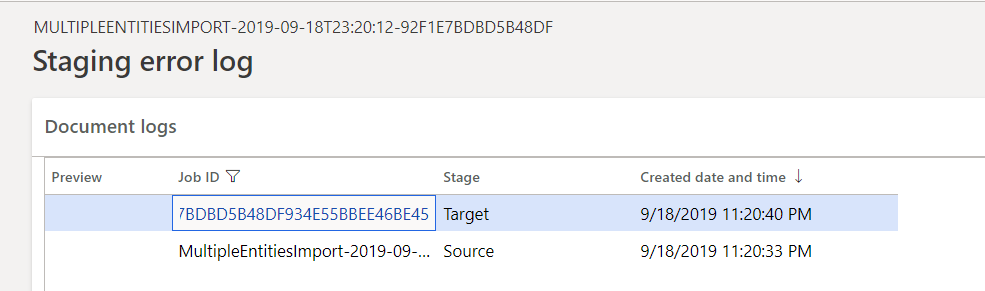 MULTIPLEENTITIESIMPORT-2019-09-18T23:20:12-92F1E7BDBD5B48DF
Staging error log
Document logs
Preview Job ID Stage Created date and time
7BDBD5B48DF934E55BBEE46BE45 Target 9/18/2019 11:20:40 PM
MultipleEntitiesImport-2019-09-... Source 9/18/2019 11:20:33 PM